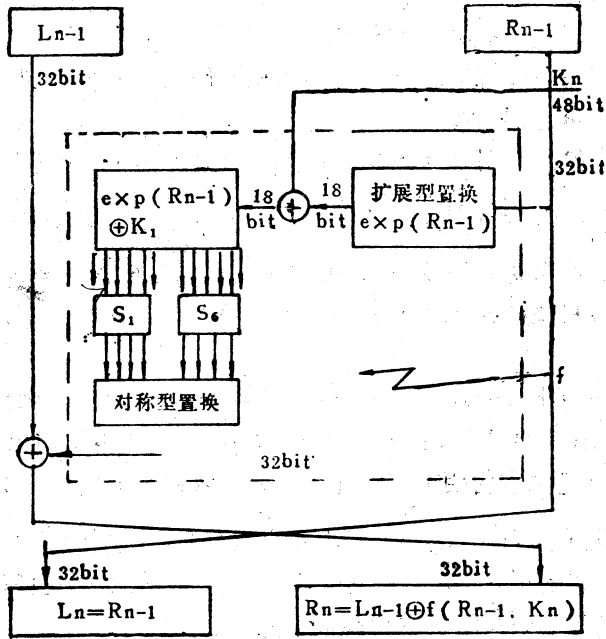 Ln-1
Rn-1
32bit
Kn
48bit
32bit
e×p(Rn-1)
⊕K1
18
bit
18
bit
扩展型置换
e×p(Rn-1)
S1
S6
f
对称型置换
32bit
32bit
32bit
Ln=Rn-1
Rn=Ln-1⊕f(Rn-1, Kn)